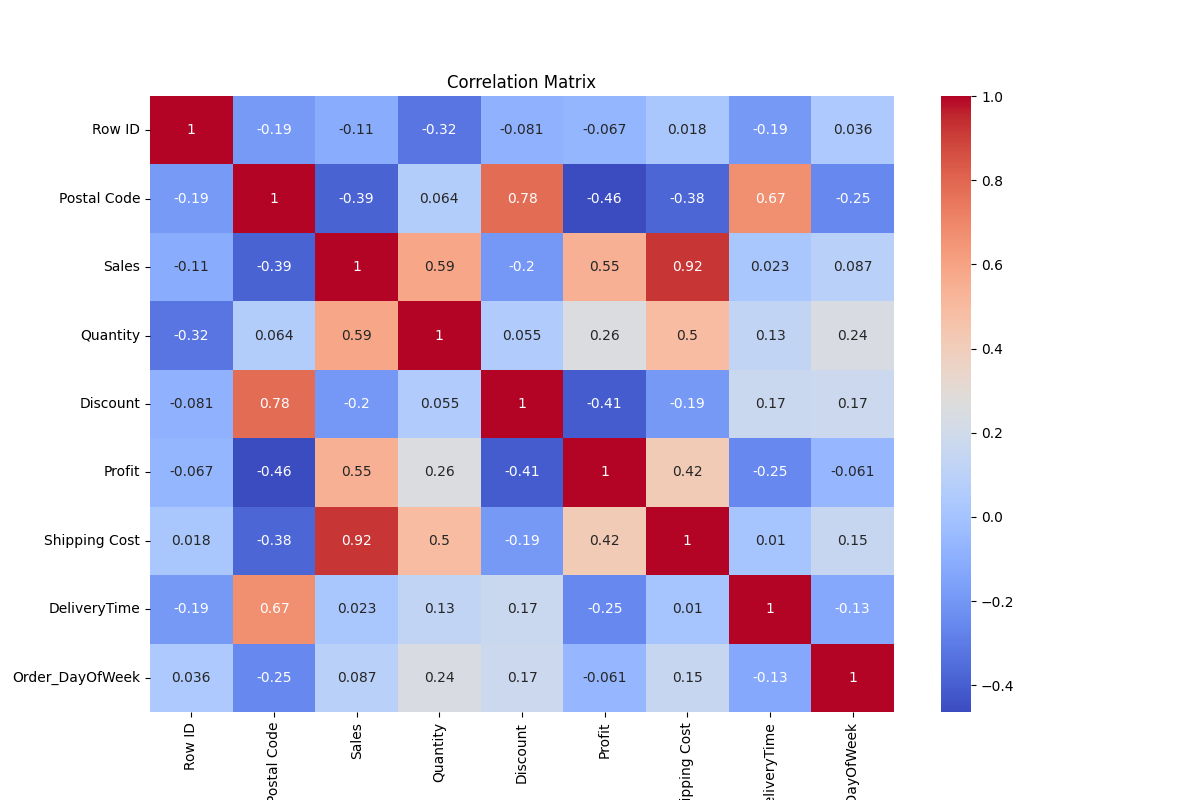 Correlation Matrix
Row ID 1 -0.19 -0.11 -0.32 -0.081 -0.067 0.018 -0.19 0.036
Postal Code -0.19 1 -0.39 0.064 0.78 -0.46 -0.38 0.67 -0.25
Sales -0.11 -0.39 1 0.59 -0.2 0.55 0.92 0.023 0.087
Quantity -0.32 0.064 0.59 1 0.055 0.26 0.5 0.13 0.24
Discount -0.081 0.78 -0.2 0.055 1 -0.41 -0.19 0.17 0.17
Profit -0.067 -0.46 0.55 0.26 -0.41 1 0.42 -0.25 -0.061
Shipping Cost 0.018 -0.38 0.92 0.5 -0.19 0.42 1 0.01 0.15
DeliveryTime -0.19 0.67 0.023 0.13 0.17 -0.25 0.01 1 -0.13
Order_DayOfWeek 0.036 -0.25 0.087 0.24 0.17 -0.061 0.15 -0.13 1
Row ID
Postal Code
Sales
Quantity
Discount
Profit
ipping Cost
eliveryTime
DayOfWeek
1.0
0.8
0.6
0.4
0.2
0.0
−0.2
−0.4